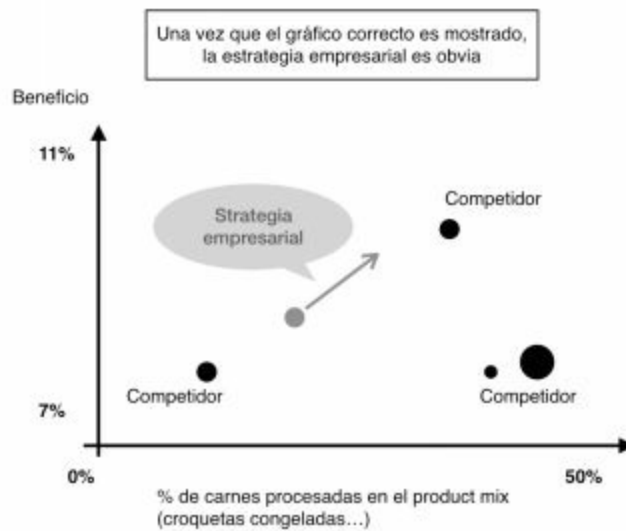 Una vez que el gráfico correcto es mostrado,
la estrategia empresarial es obvia
Beneficio
11%
Competidor
Strategia
empresarial
Competidor
Competidor
7%
0%
50%
% de carnes procesadas en el product mix
(croquetas congeladas…)